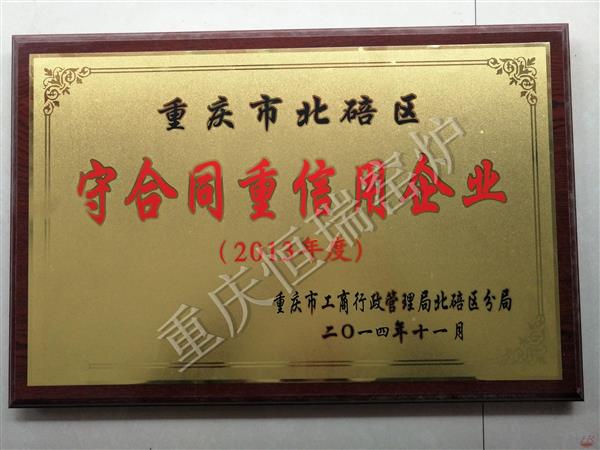 重庆市北碚区
守合同重信用企业
（2013年度）
重庆市工商行政管理局北碚区分局
二〇一四年十一月
重庆恒瑞窑炉